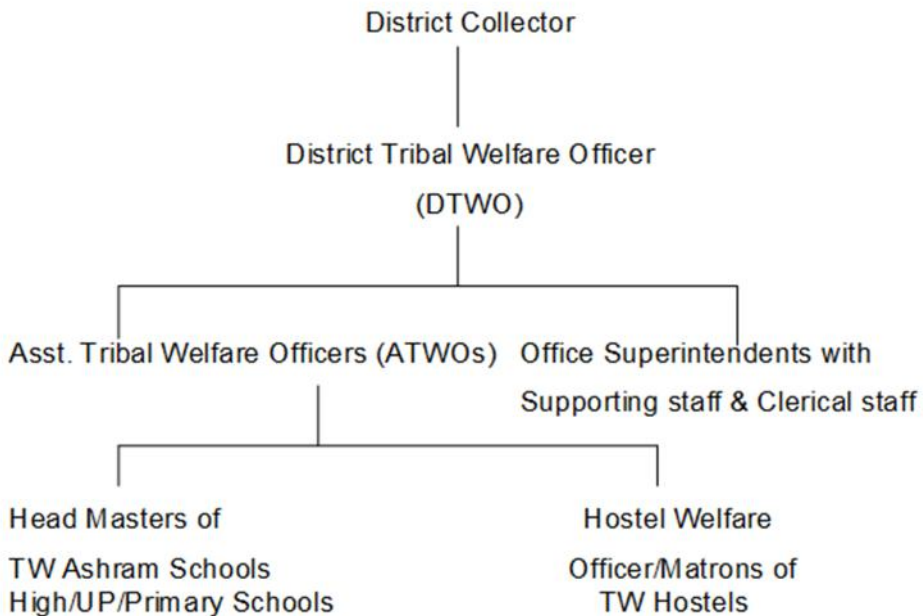 District Collector
District Tribal Welfare Officer
(DTWO)
Asst. Tribal Welfare Officers (ATWOs)
Office Superintendents with
Supporting staff & Clerical staff
Head Masters of
TW Ashram Schools
High/UP/Primary Schools
Hostel Welfare
Officer/Matrons of
TW Hostels